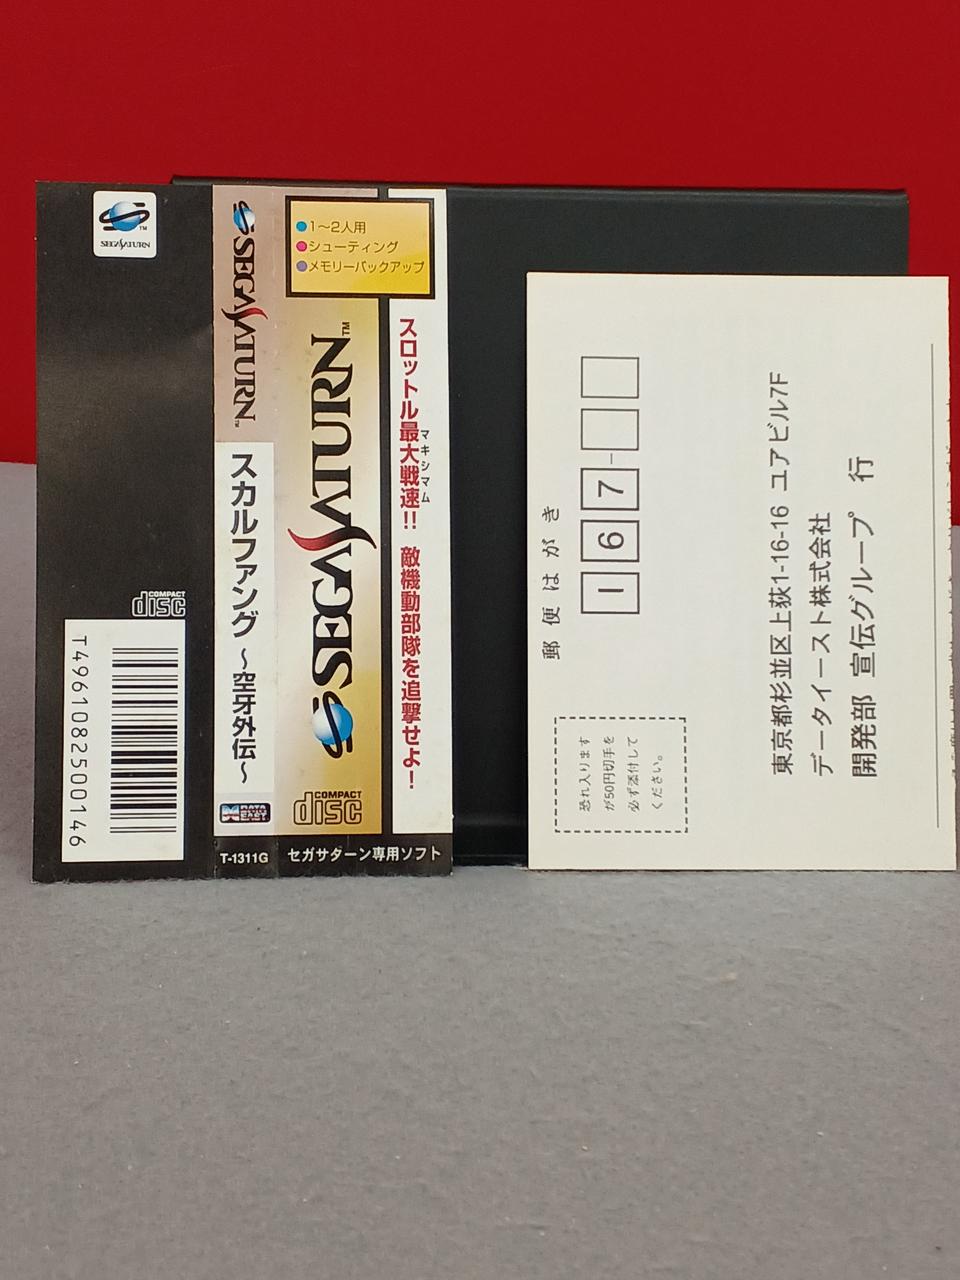 SEGA SATURN
TM
COMPACT
disc
T4961082500146
SEGA SATURN
TM
スカルファング ～空牙外伝～
DATA
EAST
T-1311G
1～2人用
シューティング
メモリーバックアップ
SEGA SATURN
TM
COMPACT
disc
セガサターン専用ソフト
マキシマム
スロットル最大戦速!! 敵機動部隊を追撃せよ!
郵便はがき
167-
恐れ入ります
が50円切手を
必ず添付して
ください。
東京都杉並区上荻1-16-16 ユアビル7F
データイースト株式会社
開発部 宣伝グループ 行